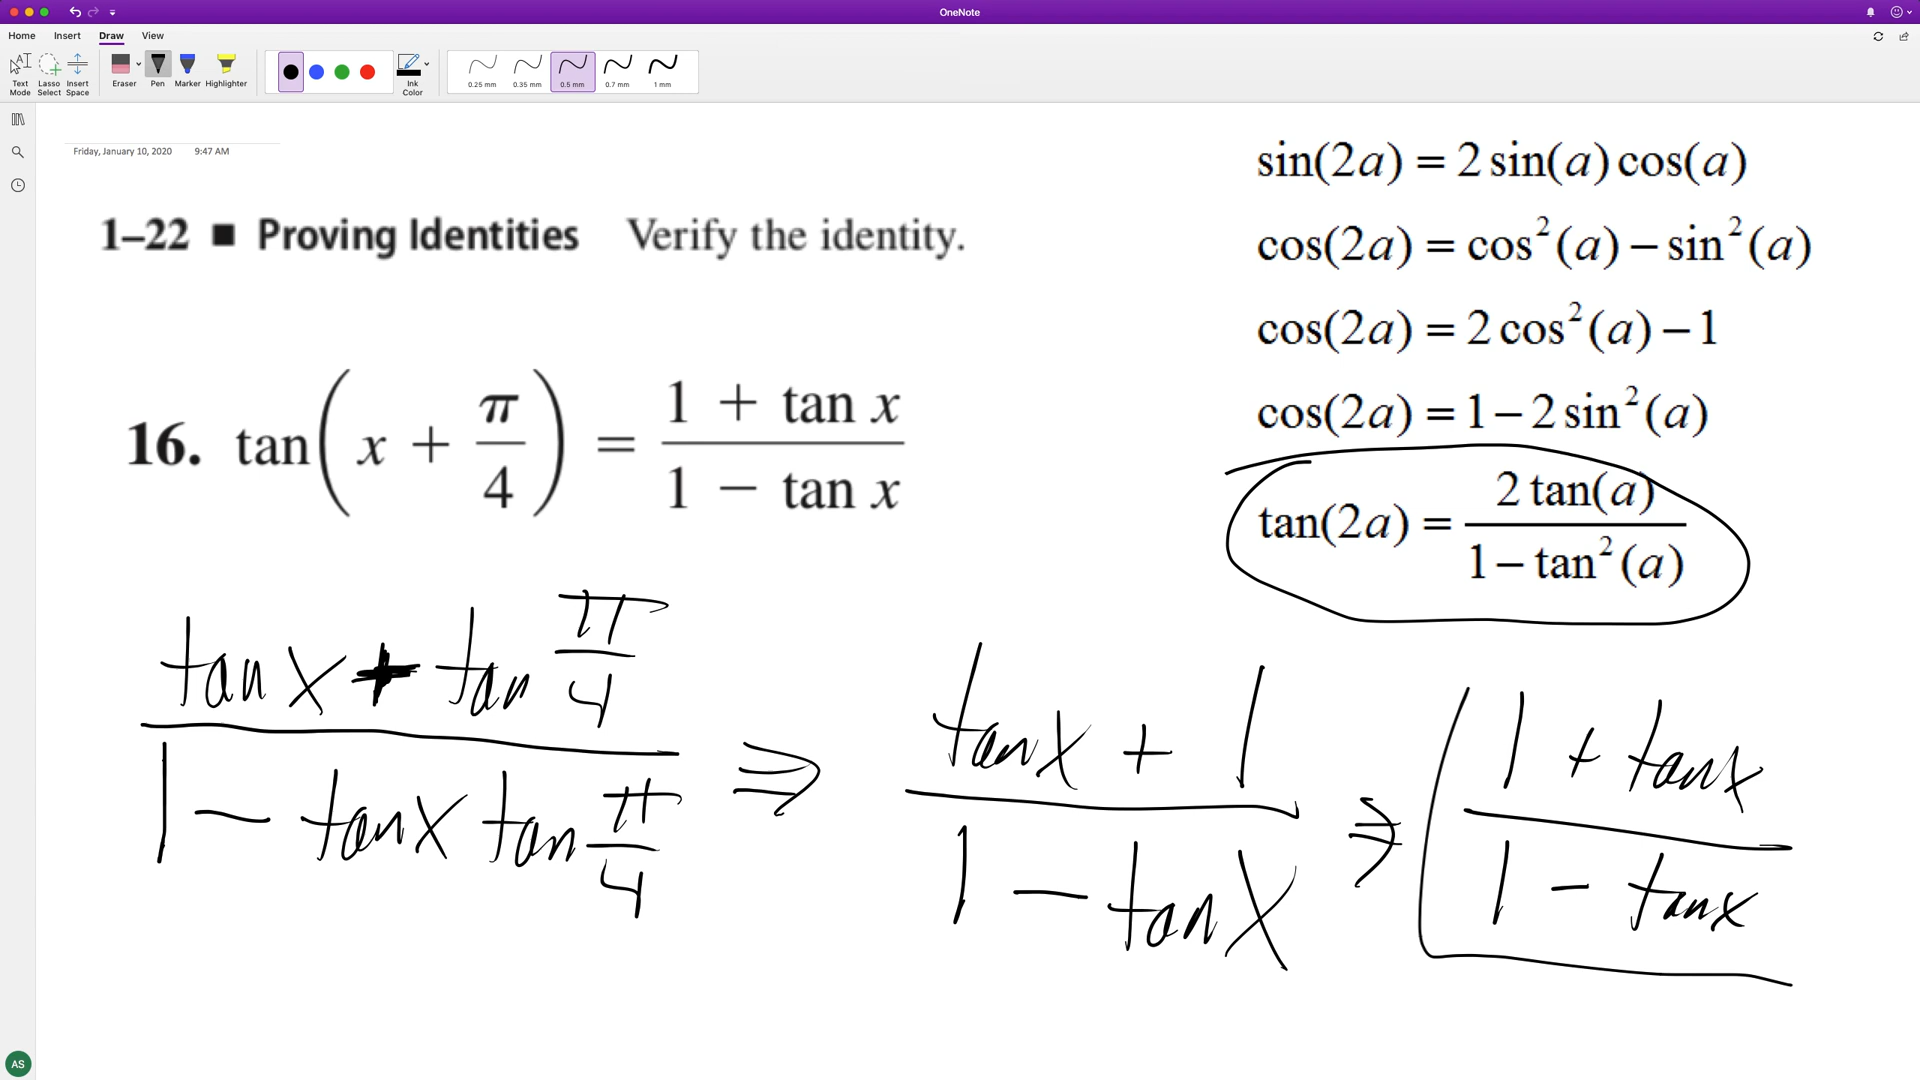 OneNote
Home Insert Draw View
Text Mode Lasso Select Insert Space Eraser Pen Marker Highlighter Ink Color 0.25 mm 0.35 mm 0.5 mm 0.7 mm 1 mm
Friday, January 10, 2020 9:47 AM
1–22 ■ Proving Identities Verify the identity.
16. tan(x + π/4) = (1 + tan x)/(1 − tan x)
sin(2a) = 2 sin(a) cos(a)
cos(2a) = cos²(a) − sin²(a)
cos(2a) = 2 cos²(a) − 1
cos(2a) = 1 − 2 sin²(a)
tan(2a) = 2 tan(a)/(1 − tan²(a))
(tan x + tan π/4)/(1 − tan x tan π/4) ⇒ (tan x + 1)/(1 − tan x) ⇒ (1 + tan x)/(1 − tan x)
AS